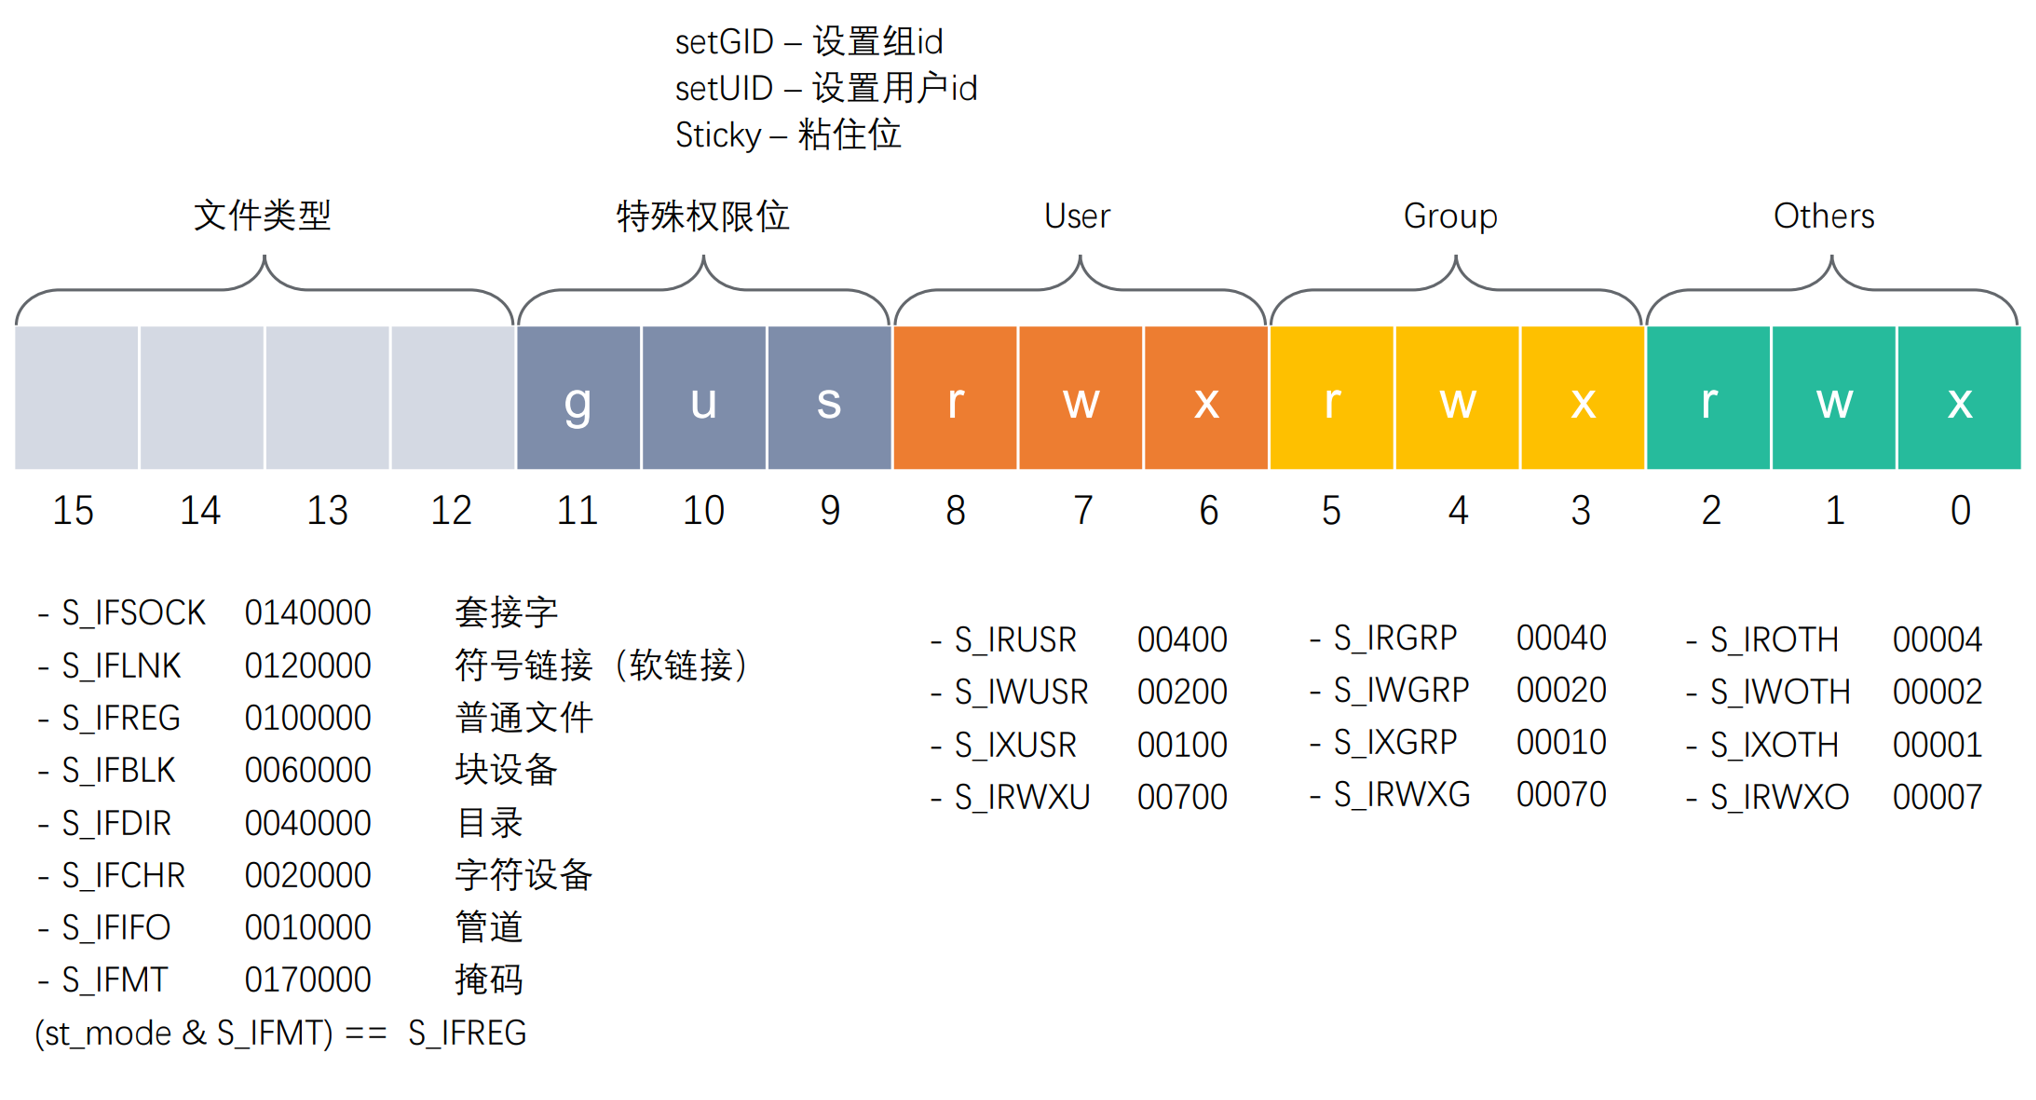 setGID – 设置组id
setUID – 设置用户id
Sticky – 粘住位
文件类型 特殊权限位 User Group Others
g u s r w x r w x r w x
15 14 13 12 11 10 9 8 7 6 5 4 3 2 1 0
- S_IFSOCK 0140000 套接字
- S_IFLNK 0120000 符号链接（软链接）
- S_IFREG 0100000 普通文件
- S_IFBLK 0060000 块设备
- S_IFDIR 0040000 目录
- S_IFCHR 0020000 字符设备
- S_IFIFO 0010000 管道
- S_IFMT 0170000 掩码
(st_mode & S_IFMT) == S_IFREG
- S_IRUSR 00400
- S_IWUSR 00200
- S_IXUSR 00100
- S_IRWXU 00700
- S_IRGRP 00040
- S_IWGRP 00020
- S_IXGRP 00010
- S_IRWXG 00070
- S_IROTH 00004
- S_IWOTH 00002
- S_IXOTH 00001
- S_IRWXO 00007